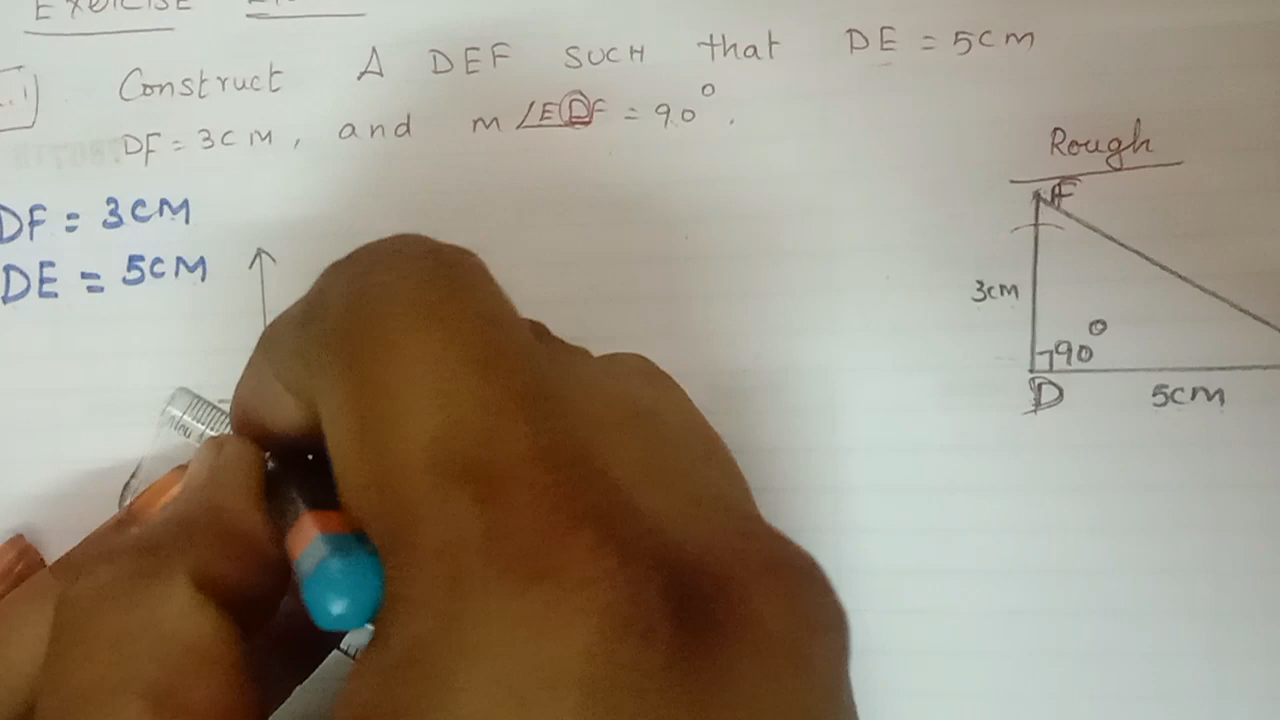 EXERCISE
Construct Δ DEF SUCH that DE = 5CM
DF = 3CM, and m ∠EDF = 90°.
DF = 3CM
DE = 5CM
Rough
F
3cm
90°
D
5cm